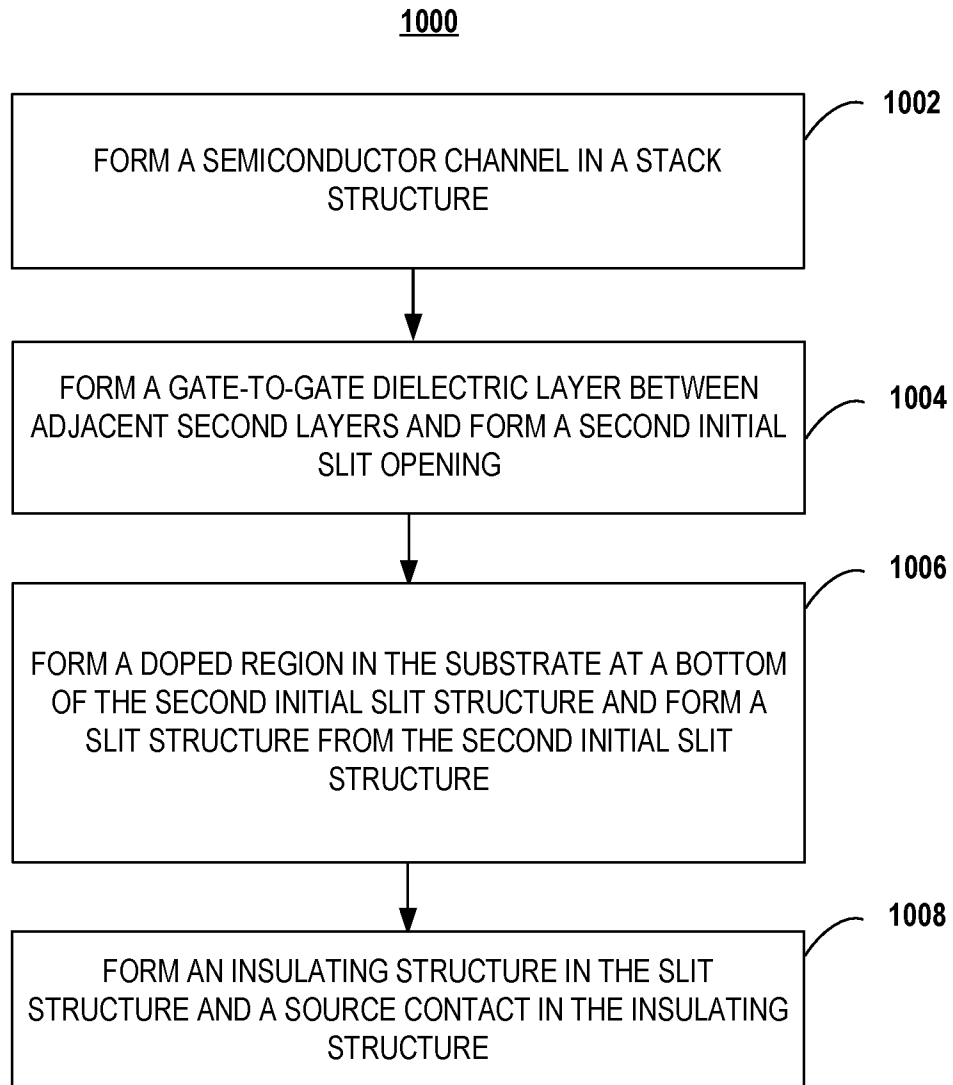 1000
1002
FORM A SEMICONDUCTOR CHANNEL IN A STACK
STRUCTURE
FORM A GATE-TO-GATE DIELECTRIC LAYER BETWEEN
ADJACENT SECOND LAYERS AND FORM A SECOND INITIAL
SLIT OPENING
1004
1006
FORM A DOPED REGION IN THE SUBSTRATE AT A BOTTOM
OF THE SECOND INITIAL SLIT STRUCTURE AND FORM A
SLIT STRUCTURE FROM THE SECOND INITIAL SLIT
STRUCTURE
1008
FORM AN INSULATING STRUCTURE IN THE SLIT
STRUCTURE AND A SOURCE CONTACT IN THE INSULATING
STRUCTURE